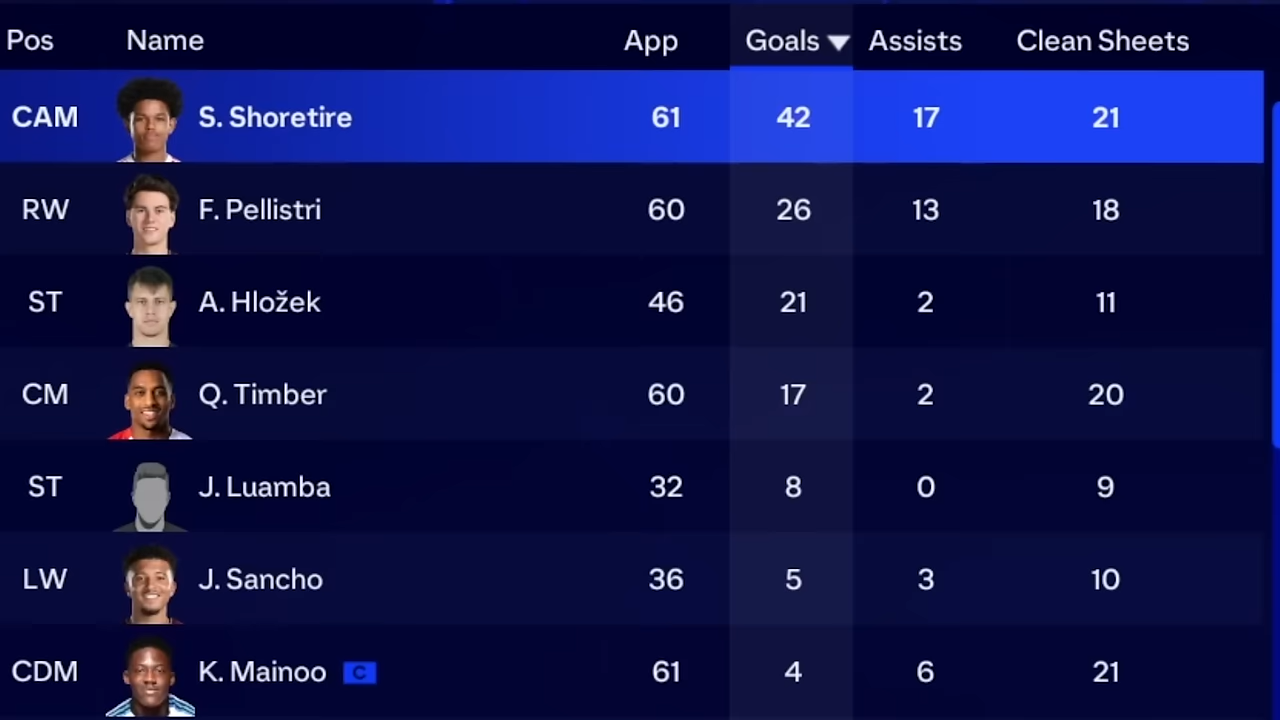 Pos Name App Goals Assists Clean Sheets
CAM S. Shoretire 61 42 17 21
RW F. Pellistri 60 26 13 18
ST A. Hložek 46 21 2 11
CM Q. Timber 60 17 2 20
ST J. Luamba 32 8 0 9
LW J. Sancho 36 5 3 10
CDM K. Mainoo C 61 4 6 21